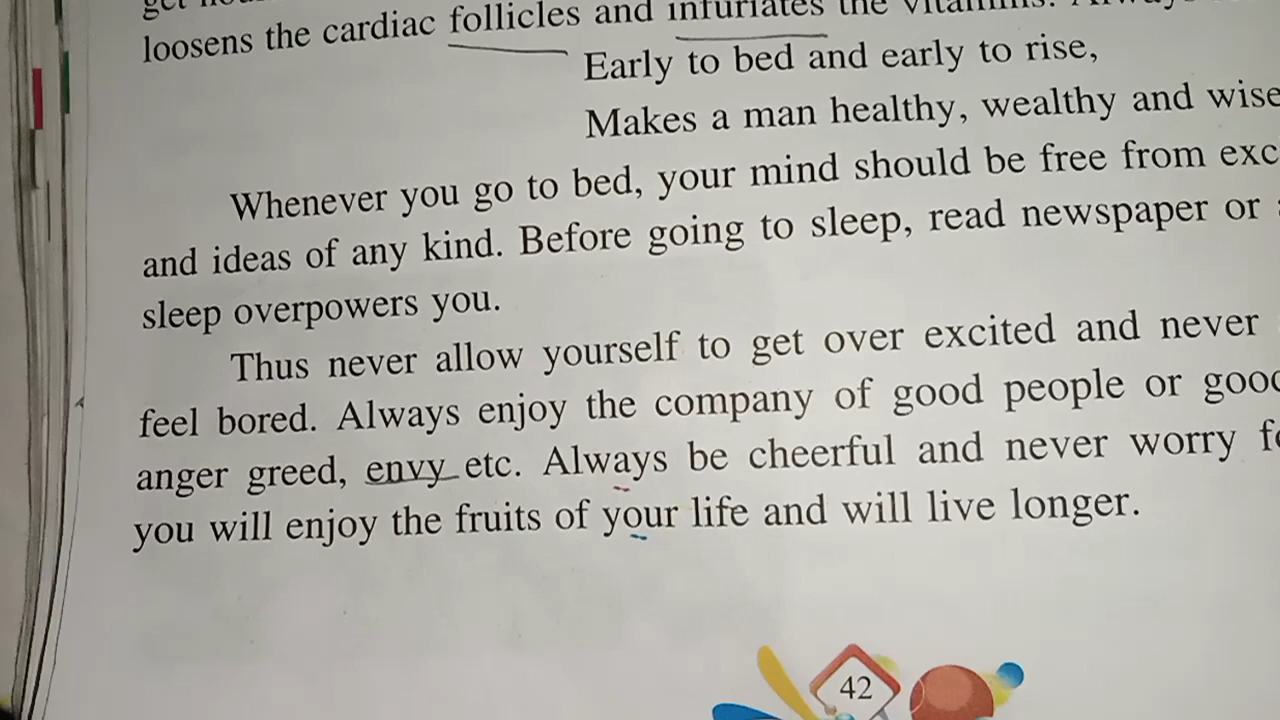 loosens the cardiac follicles and infuriates the vitamins.
Early to bed and early to rise,
Makes a man healthy, wealthy and wise
Whenever you go to bed, your mind should be free from
and ideas of any kind. Before going to sleep, read newspaper or
sleep overpowers you.
Thus never allow yourself to get over excited and never
feel bored. Always enjoy the company of good people or
anger greed, envy etc. Always be cheerful and never worry
you will enjoy the fruits of your life and will live longer.
42